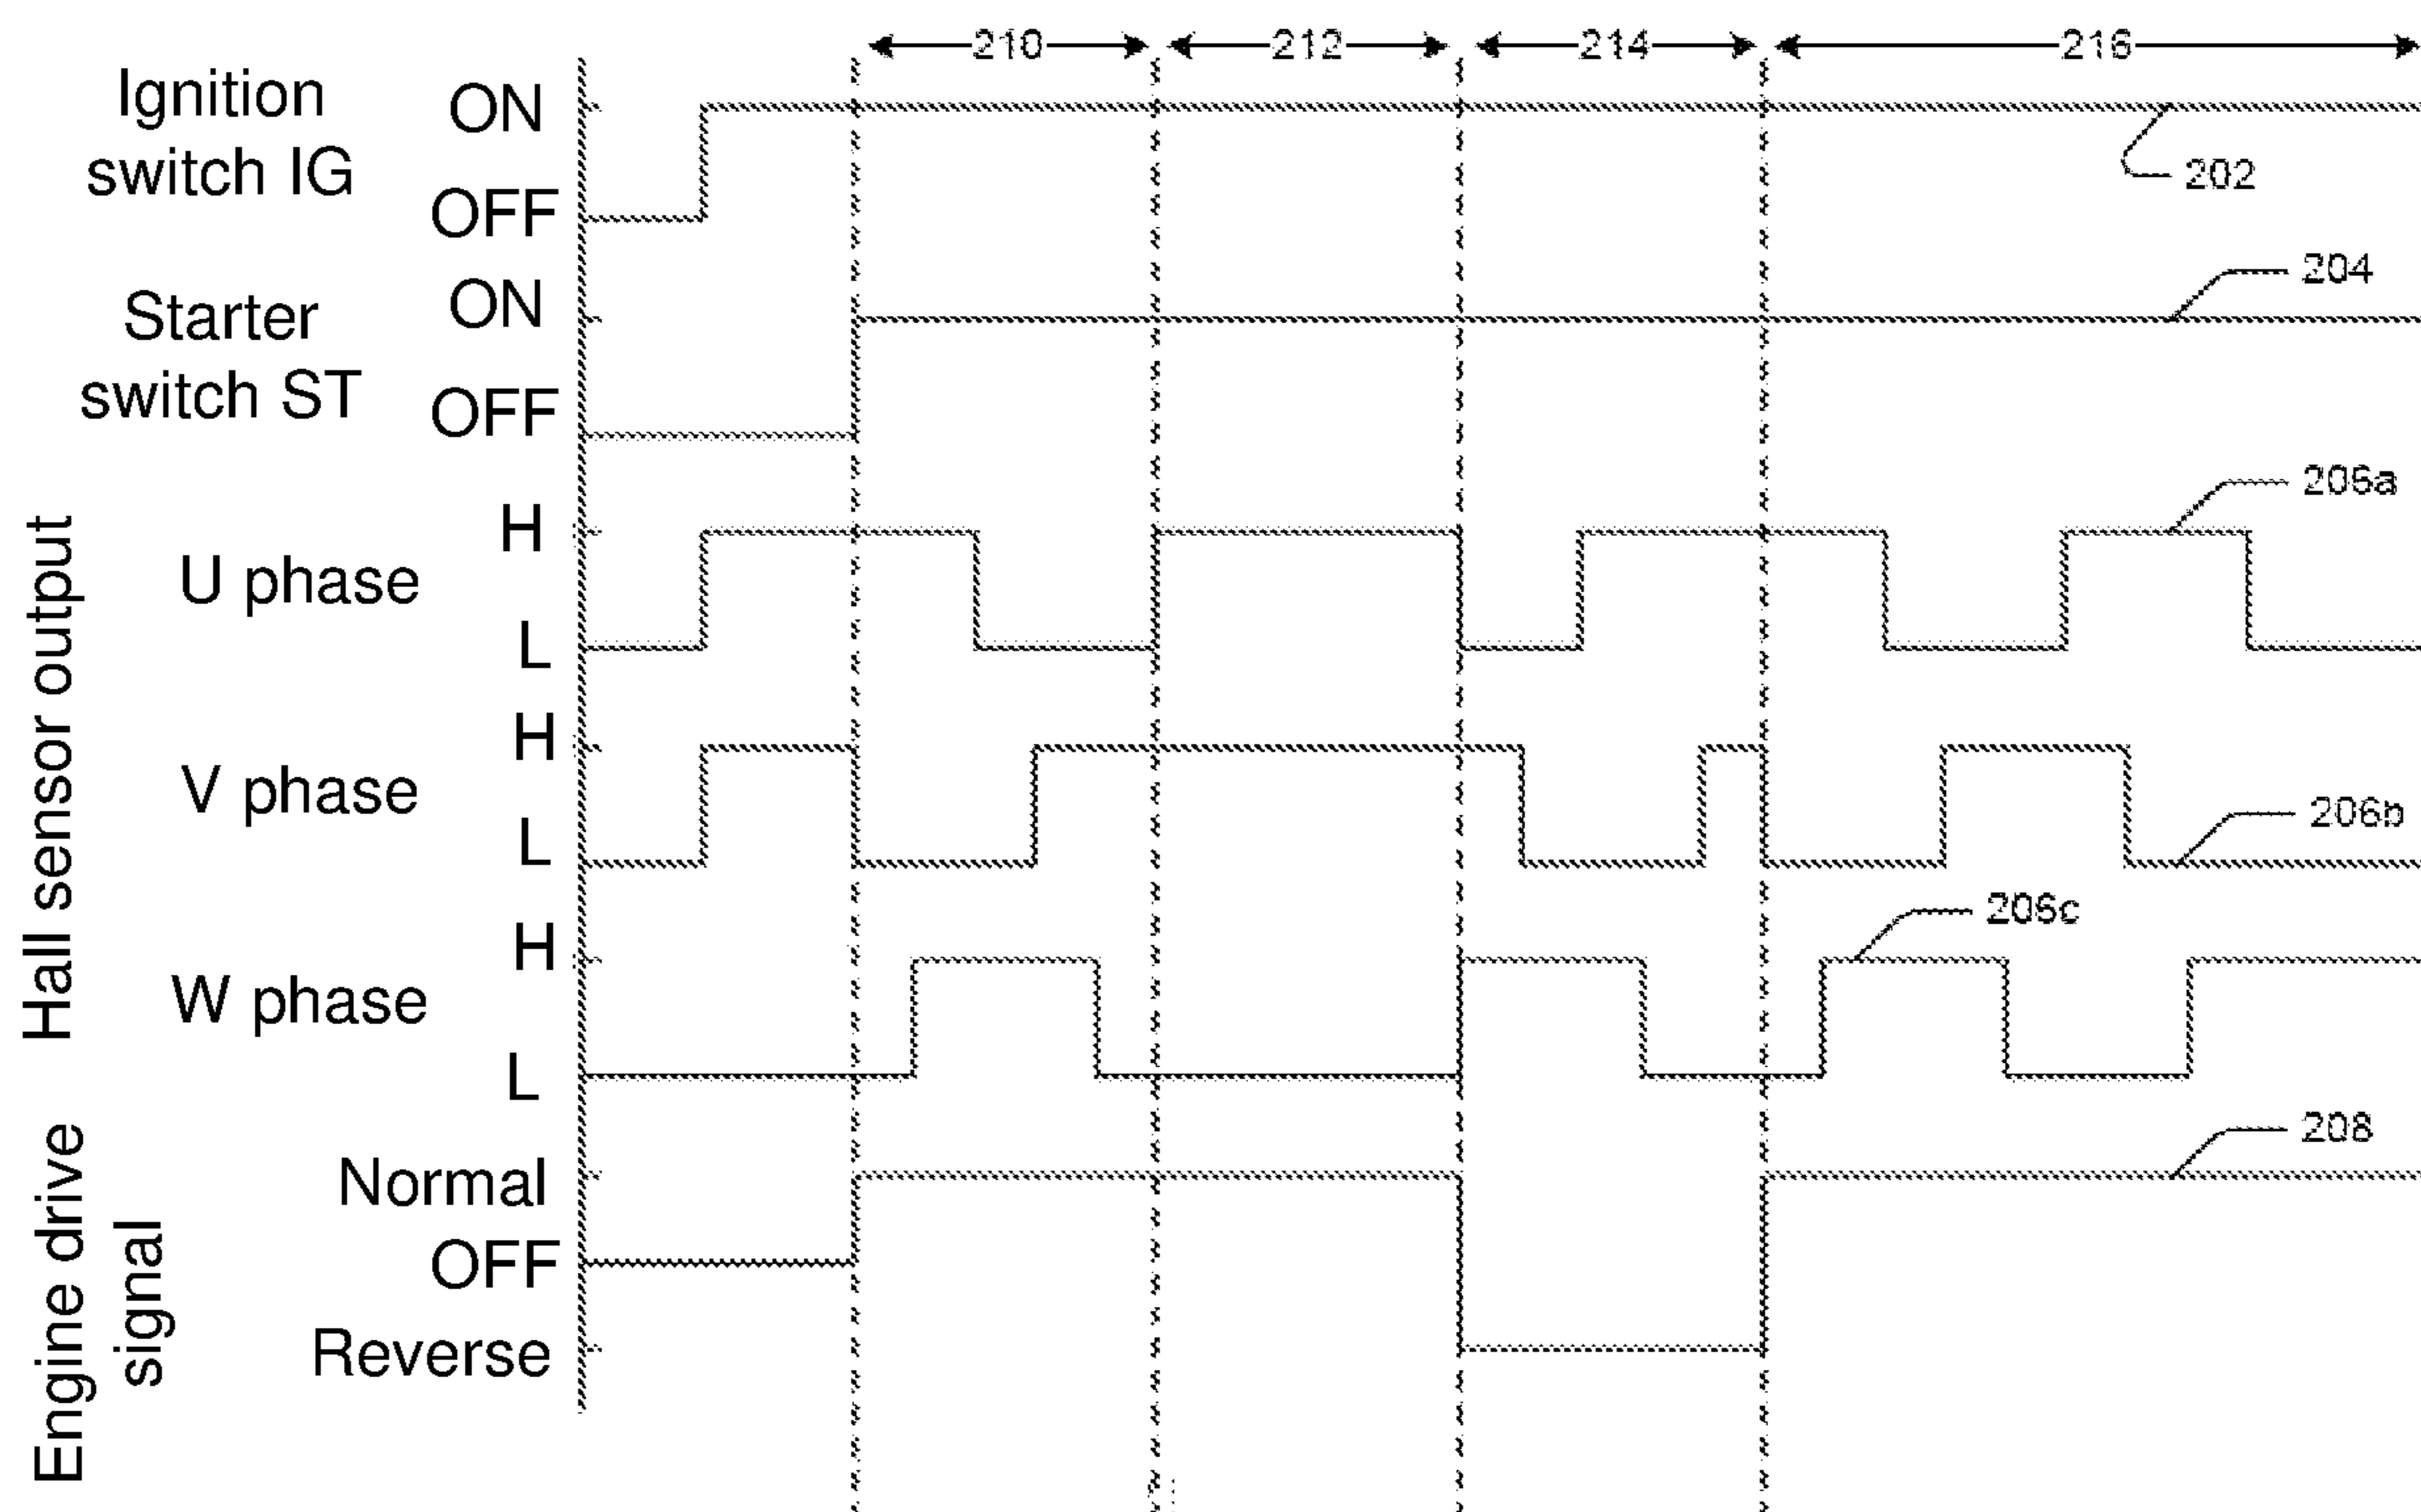 210
212
214
216
Ignition
switch IG
ON
OFF
202
Starter
switch ST
ON
OFF
204
Hall sensor output
U phase
H
L
206a
V phase
H
L
206b
W phase
H
L
206c
Engine drive
signal
Normal
OFF
Reverse
208